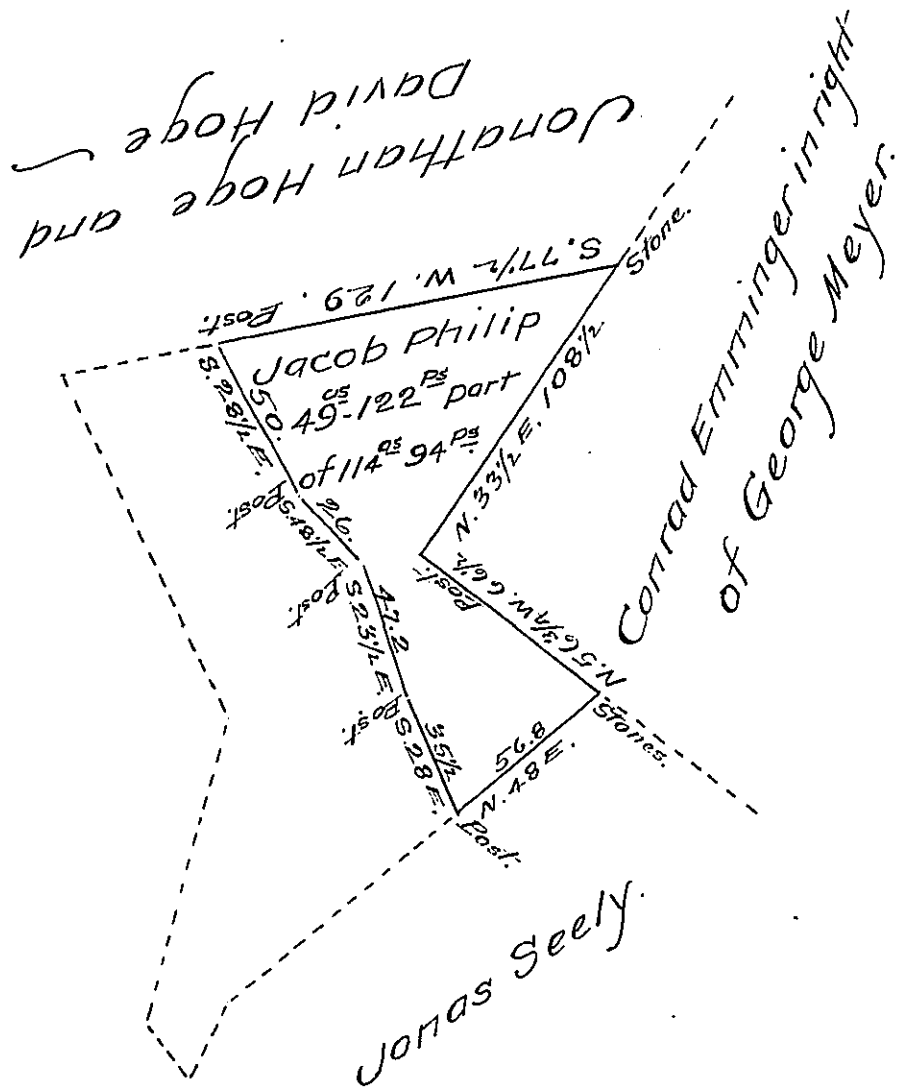 Jonathan Hoge and
David Hoge
Conrad Emminger in right
of George Meyer.
Stone.
S. 77½ W. 129.
Post.
Jacob Philip
49as-122ps part
of 114as 94ps.
S. 28½ E.
50.
Post.
S. 48½ E.
26.
Post.
S. 23½ E.
47.2
Post.
S. 28 E.
35½
Post.
N. 48 E.
56.8
Stones.
N. 56¾ W. 66½
Post.
N. 33½ E. 108½
Jonas Seely.